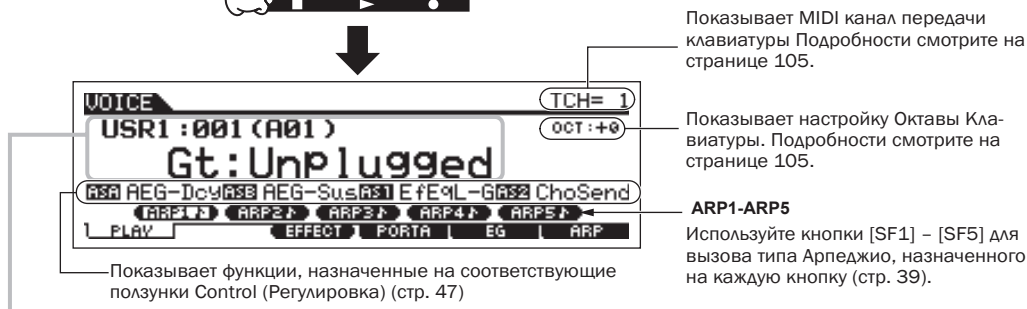 Показывает MIDI канал передачи
клавиатуры Подробности смотрите на
странице 105.
VOICE
TCH= 1
USR1:001(A01)
OCT:+0
Gt:Unplugged
Показывает настройку Октавы Кла-
виатуры. Подробности смотрите на
странице 105.
ASA AEG-Dcy ASB AEG-Sus AS1 EfEqL-G AS2 ChoSend
ARP1♪ ARP2♪ ARP3♪ ARP4♪ ARP5♪
PLAY EFFECT PORTA EG ARP
ARP1-ARP5
Используйте кнопки [SF1] – [SF5] для
вызова типа Арпеджио, назначенного
на каждую кнопку (стр. 39).
Показывает функции, назначенные на соответствующие
ползунки Control (Регулировка) (стр. 47)